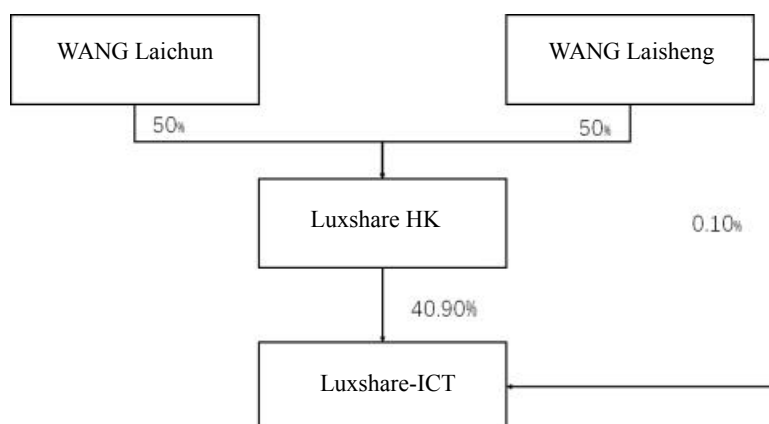 WANG Laichun
WANG Laisheng
50%
50%
Luxshare HK
0.10%
40.90%
Luxshare-ICT